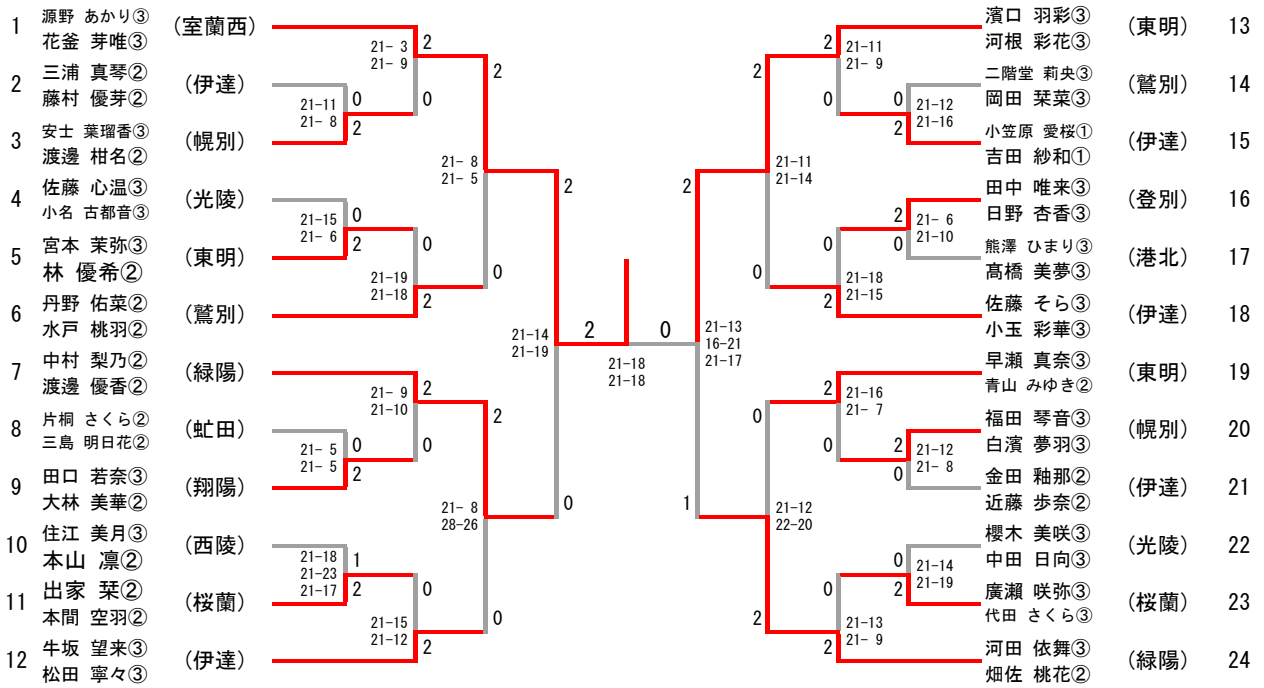 1 源野 あかり③ (室蘭西)
花釜 芽唯③
2 三浦 真琴② (伊達)
藤村 優芽②
3 安士 葉瑠香③ (幌別)
渡邊 柑名②
4 佐藤 心温③ (光陵)
小名 古都音③
5 宮本 茉弥③ (東明)
林 優希②
6 丹野 佑菜② (鷲別)
水戸 桃羽②
7 中村 梨乃② (緑陽)
渡邊 優香②
8 片桐 さくら② (虻田)
三島 明日花②
9 田口 若奈③ (翔陽)
大林 美華②
10 住江 美月③ (西陵)
本山 凛②
11 出家 栞② (桜蘭)
本間 空羽②
12 牛坂 望来③ (伊達)
松田 寧々③
21- 3 2
21- 9
0
21-11 0
21- 8 2
21-15 0
21- 6 2
0
21-19
21-18 2
21- 9 2
21-10
0
21- 5 0
21- 5 2
21-18 1
21-23
21-17 2
0
21-15
21-12 2
2
21- 8
21- 5
0
2
21- 8
28-26
0
2
21-14
21-19
0
2 0
21-18
21-18
2
21-13
16-21
21-17
1
2
21-11
21-14
0
0
21-12
22-20
2
2 21-11
21- 9
0
0 21-12
2 21-16
2 21- 6
0 21-10
0
21-18
2 21-15
2 21-16
21- 7
0
2 21-12
0 21- 8
0 21-14
2 21-19
0
21-13
2 21- 9
濱口 羽彩③ (東明) 13
河根 彩花③
二階堂 莉央③ (鷲別) 14
岡田 栞菜③
小笠原 愛桜① (伊達) 15
吉田 紗和①
田中 唯来③ (登別) 16
日野 杏香③
熊澤 ひまり③ (港北) 17
髙橋 美夢③
佐藤 そら③ (伊達) 18
小玉 彩華③
早瀬 真奈③ (東明) 19
青山 みゆき②
福田 琴音③ (幌別) 20
白濱 夢羽③
金田 釉那② (伊達) 21
近藤 歩奈②
櫻木 美咲③ (光陵) 22
中田 日向③
廣瀬 咲弥③ (桜蘭) 23
代田 さくら③
河田 依舞③ (緑陽) 24
畑佐 桃花②